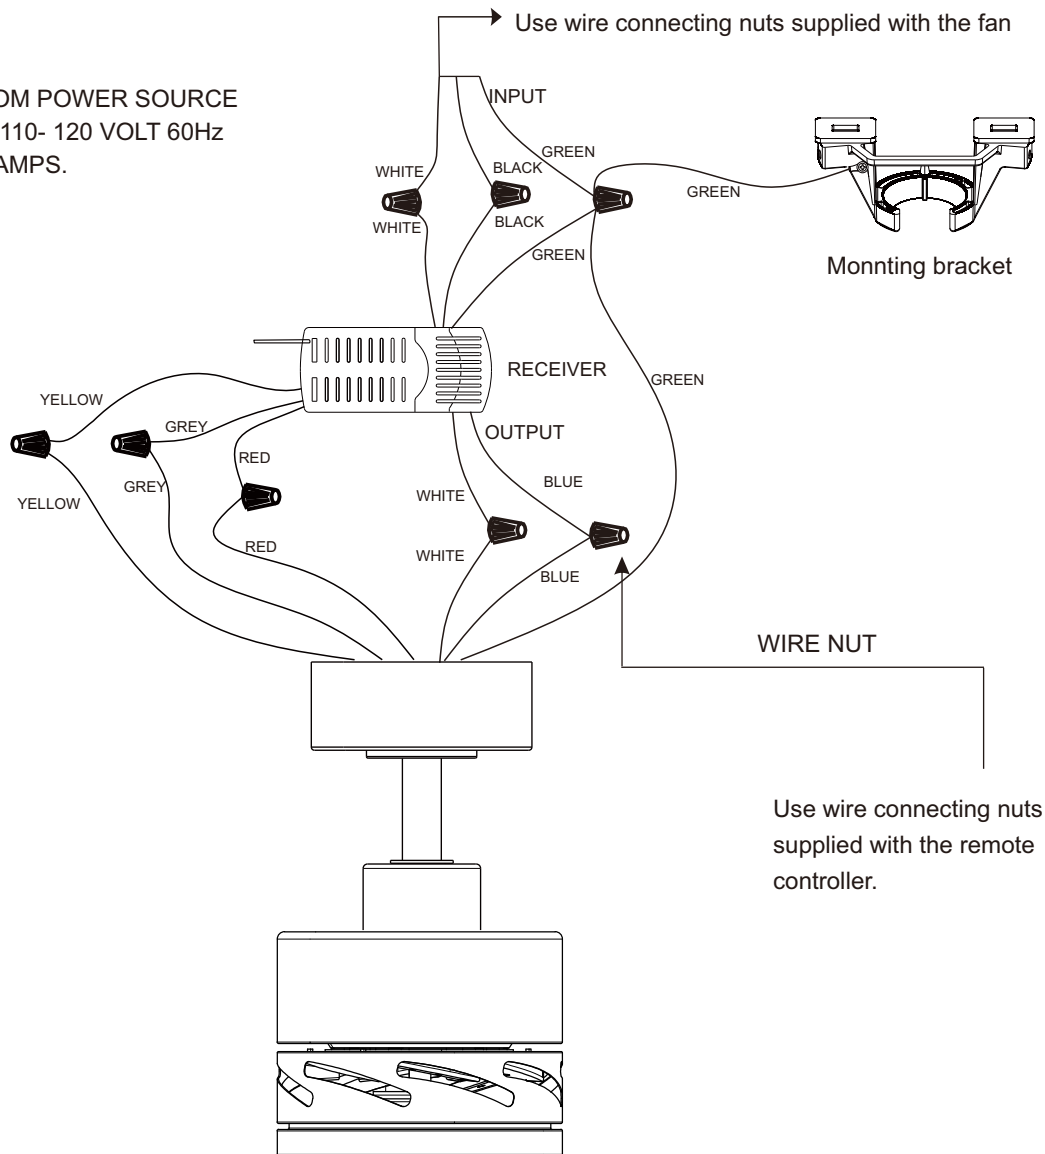 Use wire connecting nuts supplied with the fan
OM POWER SOURCE
110- 120 VOLT 60Hz
AMPS.
INPUT
GREEN
WHITE
BLACK
GREEN
WHITE
BLACK
GREEN
Monnting bracket
RECEIVER
GREEN
YELLOW
GREY
OUTPUT
RED
BLUE
YELLOW
GREY
WHITE
RED
WHITE
BLUE
WIRE NUT
Use wire connecting nuts
supplied with the remote
controller.